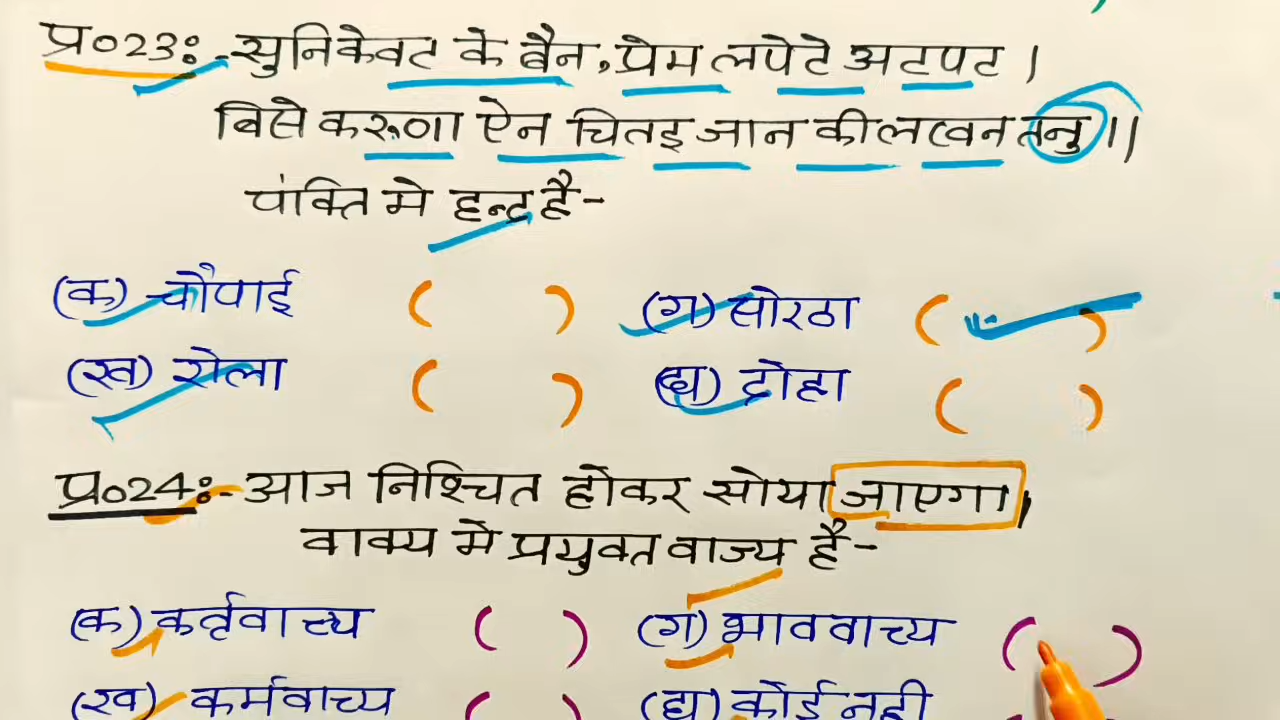 प्र०23:- सुनिकेवट के बैन, प्रेम लपेटे अटपट ।
बिसे करुणा ऐन चितइ जान की लखन तनु ।।
पंक्ति मे हन्द है-
(क) चौपाई ( ) (ग) सोरठा ( )
(ख) रोला ( ) (घ) दोहा ( )
प्र०24:- आज निश्चित होकर सोया जाएगा।
वाक्य मे प्रयुक्त वाज्य है-
(क) कर्तृवाच्य ( ) (ग) भाववाच्य ( )
(ख) कर्मवाच्य ( ) (घ) कोई नही